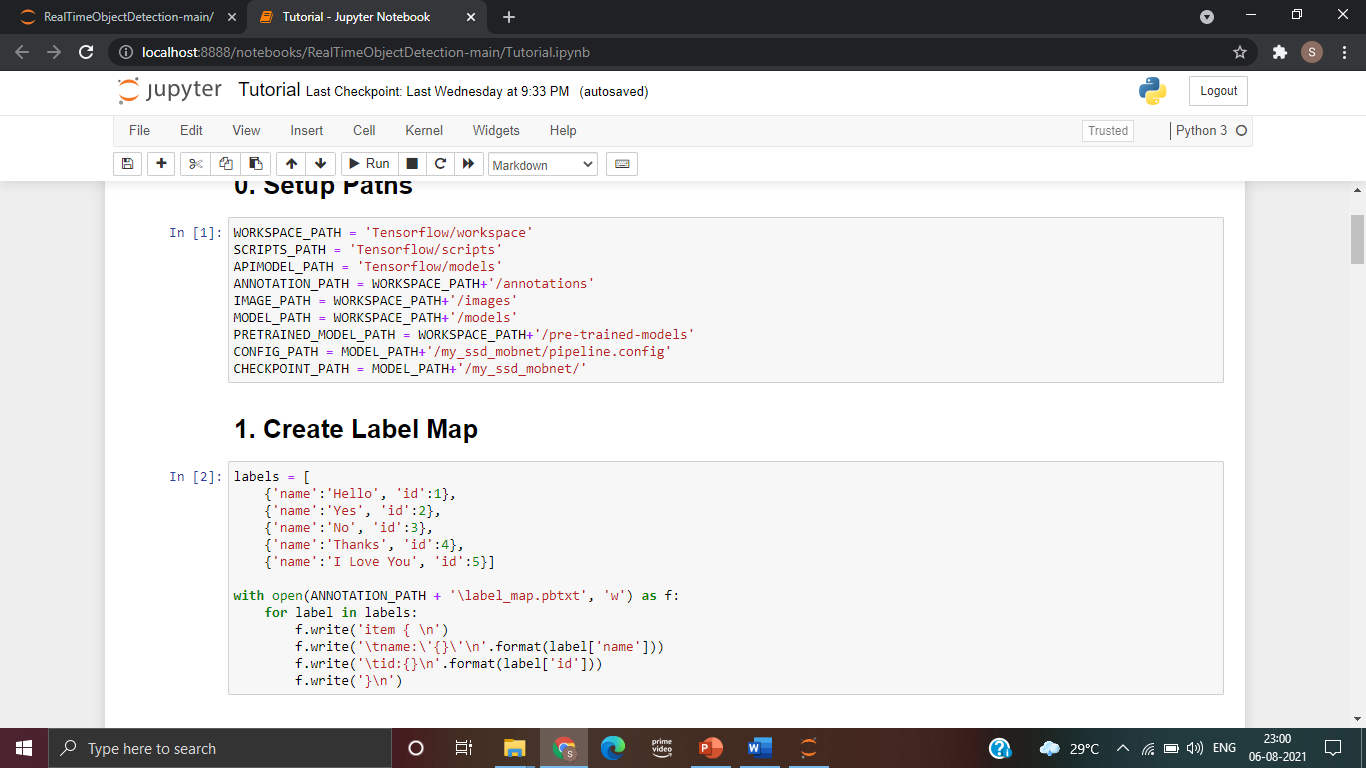 RealTimeObjectDetection-main/
Tutorial - Jupyter Notebook
localhost:8888/notebooks/RealTimeObjectDetection-main/Tutorial.ipynb
S
jupyter Tutorial Last Checkpoint: Last Wednesday at 9:33 PM (autosaved)
Logout
File Edit View Insert Cell Kernel Widgets Help
Trusted
Python 3
Run
Markdown
0. Setup Paths
In [1]:
WORKSPACE_PATH = 'Tensorflow/workspace'
SCRIPTS_PATH = 'Tensorflow/scripts'
APIMODEL_PATH = 'Tensorflow/models'
ANNOTATION_PATH = WORKSPACE_PATH+'/annotations'
IMAGE_PATH = WORKSPACE_PATH+'/images'
MODEL_PATH = WORKSPACE_PATH+'/models'
PRETRAINED_MODEL_PATH = WORKSPACE_PATH+'/pre-trained-models'
CONFIG_PATH = MODEL_PATH+'/my_ssd_mobnet/pipeline.config'
CHECKPOINT_PATH = MODEL_PATH+'/my_ssd_mobnet/'
1. Create Label Map
In [2]:
labels = [
    {'name':'Hello', 'id':1},
    {'name':'Yes', 'id':2},
    {'name':'No', 'id':3},
    {'name':'Thanks', 'id':4},
    {'name':'I Love You', 'id':5}]
with open(ANNOTATION_PATH + '\label_map.pbtxt', 'w') as f:
    for label in labels:
        f.write('item { \n')
        f.write('\tname:\'{}\'\n'.format(label['name']))
        f.write('\tid:{}\n'.format(label['id']))
        f.write('}\n')
Type here to search
prime
video
P
W
S
29°C
ENG
23:00
06-08-2021